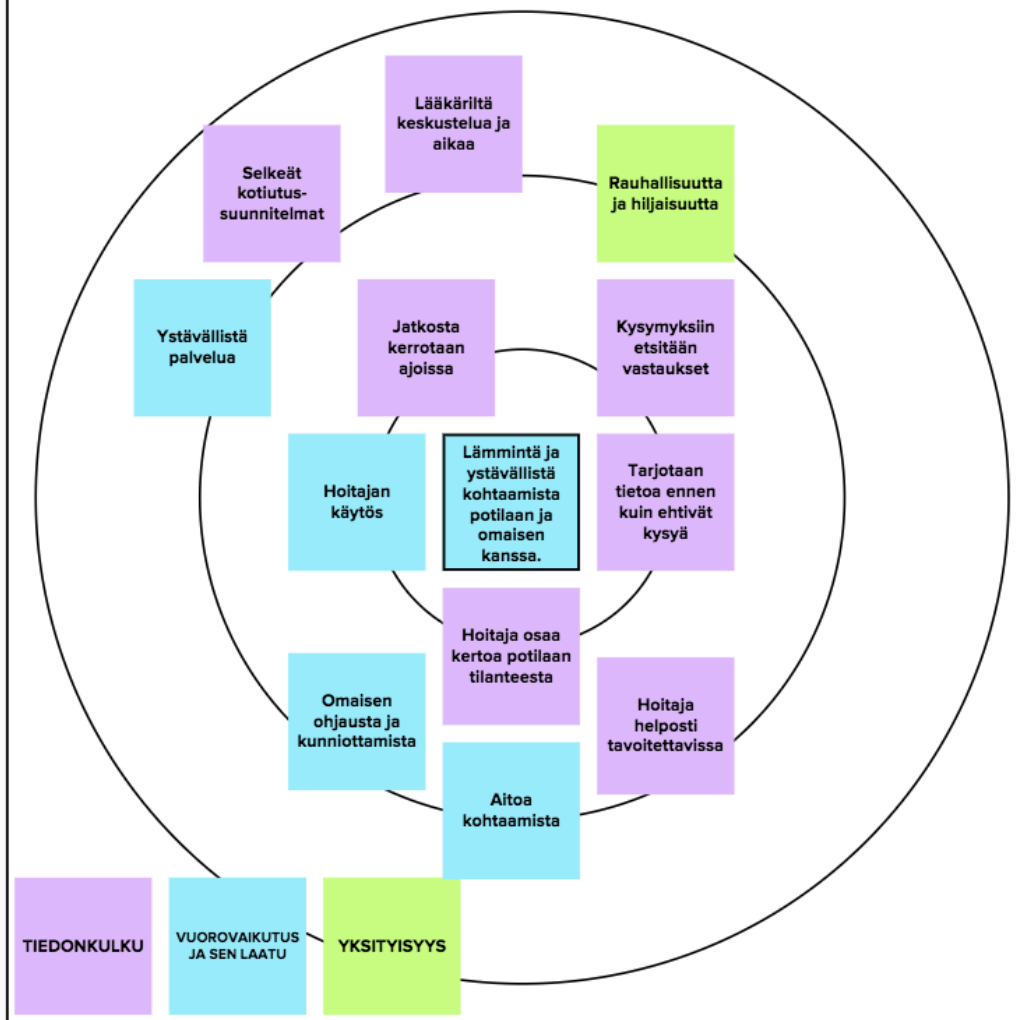 Lääkäriltä
keskustelua ja
aikaa
Selkeät
kotiutus-
suunnitelmat
Rauhallisuutta
ja hiljaisuutta
Ystävällistä
palvelua
Jatkosta
kerrotaan
ajoissa
Kysymyksiin
etsitään
vastaukset
Hoitajan
käytös
Lämmintä ja
ystävällistä
kohtaamista
potilaan ja
omaisen
kanssa.
Tarjotaan
tietoa ennen
kuin ehtivät
kysyä
Hoitaja osaa
kertoa potilaan
tilanteesta
Omaisen
ohjausta ja
kunniottamista
Hoitaja
helposti
tavoitettavissa
Aitoa
kohtaamista
TIEDONKULKU
VUOROVAIKUTUS
JA SEN LAATU
YKSITYISYYS